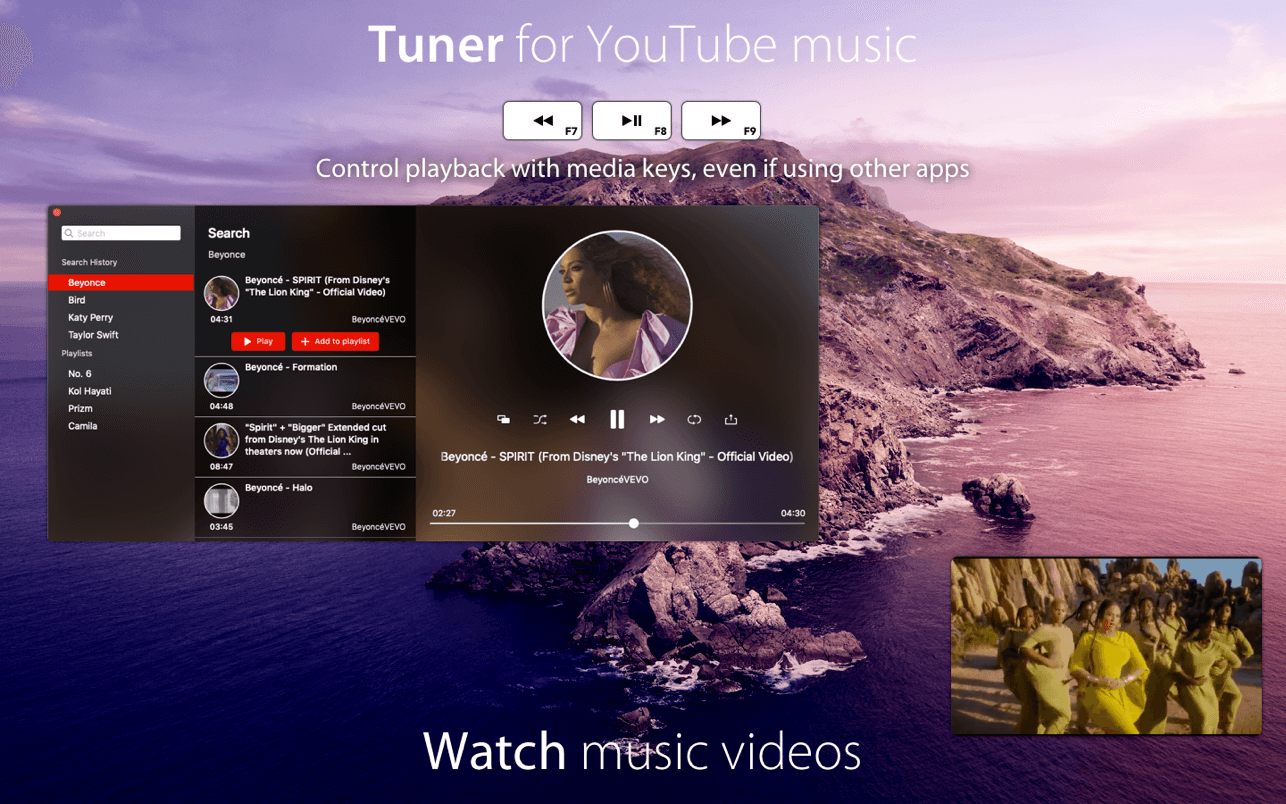 Tuner for YouTube music
F7
F8
F9
Control playback with media keys, even if using other apps
Search
Search History
Beyonce
Bird
Katy Perry
Taylor Swift
Playlists
No. 6
Kol Hayati
Prizm
Camila
Search
Beyonce
Beyoncé - SPIRIT (From Disney's
"The Lion King" - Official Video)
04:31 BeyoncéVEVO
Play
Add to playlist
Beyoncé - Formation
04:48 BeyoncéVEVO
"Spirit" + "Bigger" Extended cut
from Disney's The Lion King in
theaters now (Official ...
08:47 BeyoncéVEVO
Beyoncé - Halo
03:45 BeyoncéVEVO
Beyoncé - SPIRIT (From Disney's "The Lion King" - Official Video)
BeyoncéVEVO
02:27 04:30
Watch music videos